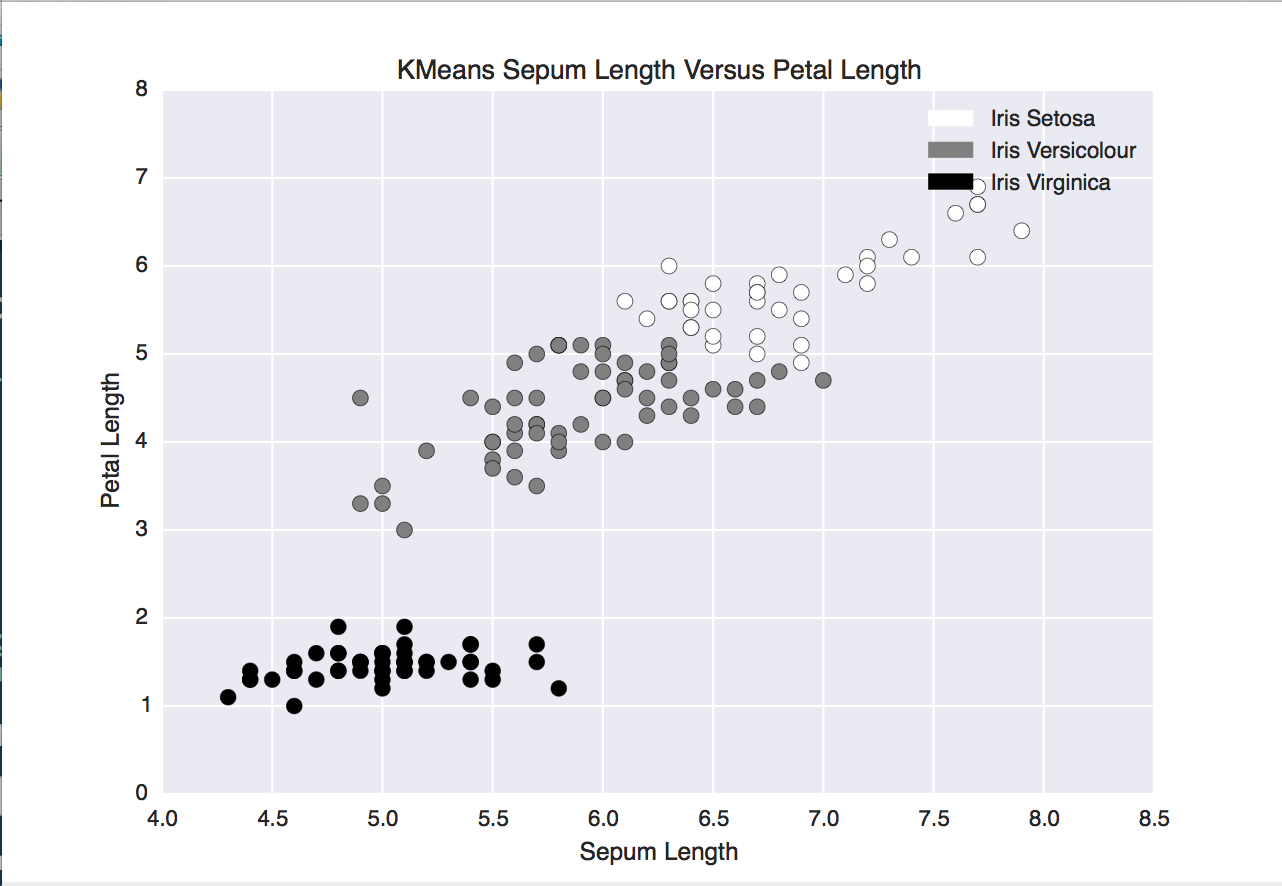 KMeans Sepum Length Versus Petal Length
8
7
6
5
4
3
2
1
0
Petal Length
Iris Setosa
Iris Versicolour
Iris Virginica
4.0 4.5 5.0 5.5 6.0 6.5 7.0 7.5 8.0 8.5
Sepum Length